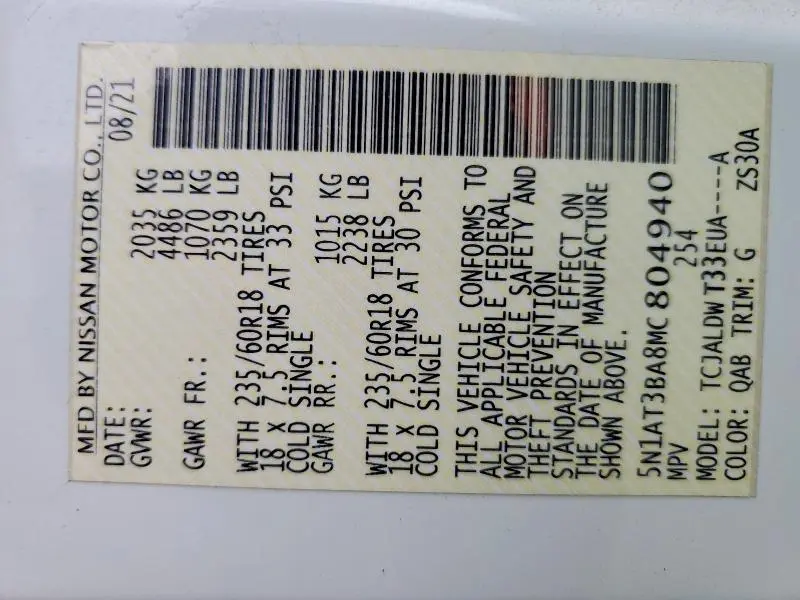 MFD BY NISSAN MOTOR CO., LTD.
DATE: 08/21
GVWR: 2035 KG
4486 LB
GAWR FR.: 1070 KG
2359 LB
WITH 235/60R18 TIRES
18 X 7.5 RIMS AT 33 PSI
COLD SINGLE
GAWR RR.: 1015 KG
2238 LB
WITH 235/60R18 TIRES
18 X 7.5 RIMS AT 30 PSI
COLD SINGLE
THIS VEHICLE CONFORMS TO
ALL APPLICABLE FEDERAL
MOTOR VEHICLE SAFETY AND
THEFT PREVENTION
STANDARDS IN EFFECT ON
THE DATE OF MANUFACTURE
SHOWN ABOVE.
5N1AT3BA8MC 804940
MPV 254
MODEL: TCJALDW T33EUA----A
COLOR: QAB TRIM: G ZS30A